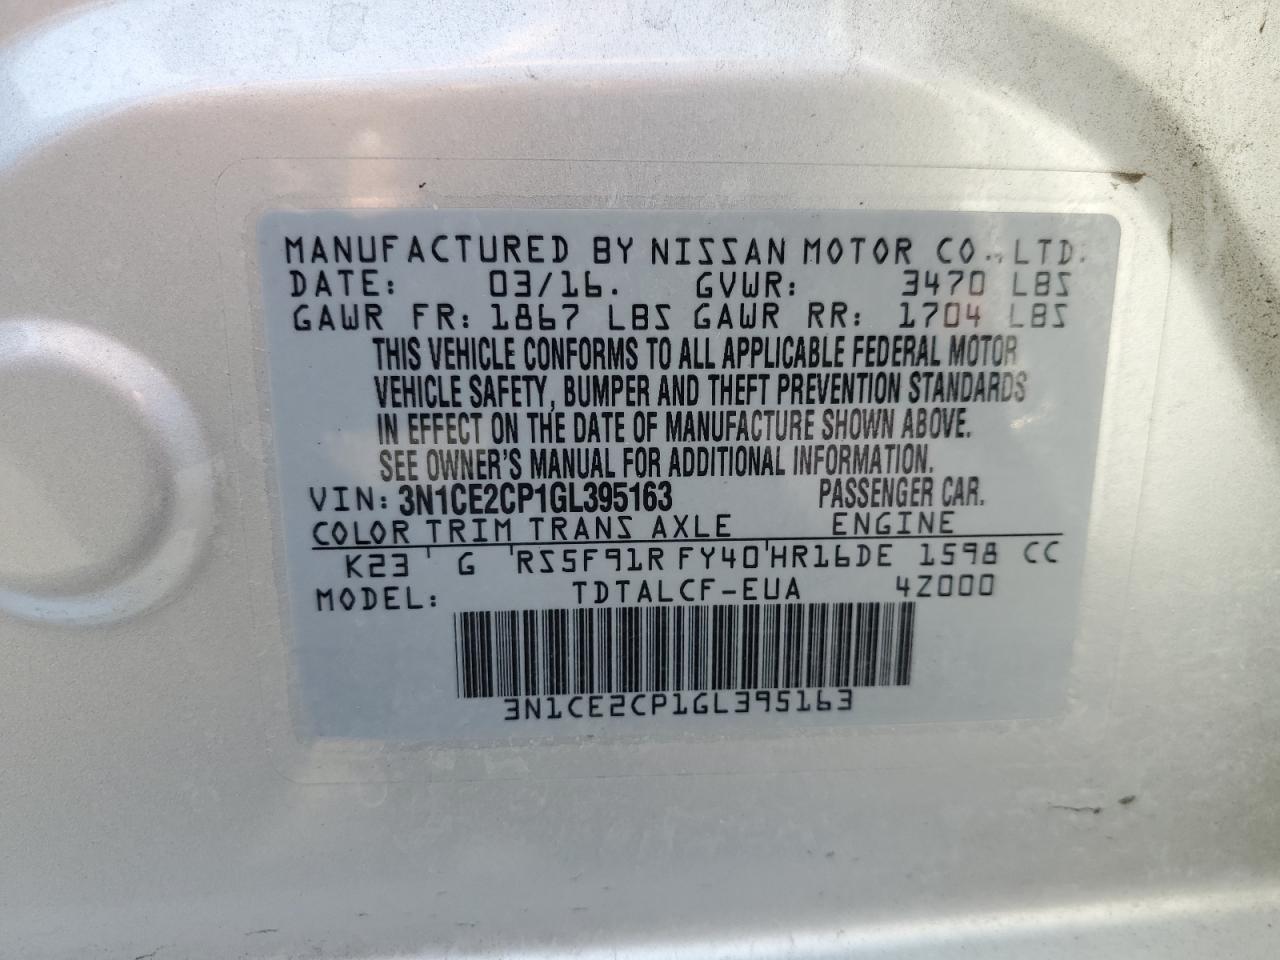 MANUFACTURED BY NISSAN MOTOR CO., LTD.
DATE: 03/16. GVWR: 3470 LBS
GAWR FR: 1867 LBS GAWR RR: 1704 LBS
THIS VEHICLE CONFORMS TO ALL APPLICABLE FEDERAL MOTOR
VEHICLE SAFETY, BUMPER AND THEFT PREVENTION STANDARDS
IN EFFECT ON THE DATE OF MANUFACTURE SHOWN ABOVE.
SEE OWNER'S MANUAL FOR ADDITIONAL INFORMATION.
VIN: 3N1CE2CP1GL395163 PASSENGER CAR.
COLOR TRIM TRANS AXLE ENGINE
K23 ' G 'RS5F91R FY40'HR16DE 1598 CC
MODEL: TDTALCF-EUA 4Z000
3N1CE2CP1GL395163